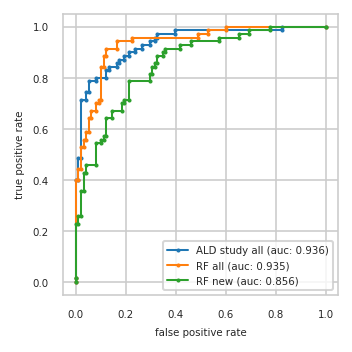 1.0
0.8
0.6
0.4
0.2
0.0
true positive rate
ALD study all (auc: 0.936)
RF all (auc: 0.935)
RF new (auc: 0.856)
0.0 0.2 0.4 0.6 0.8 1.0
false positive rate